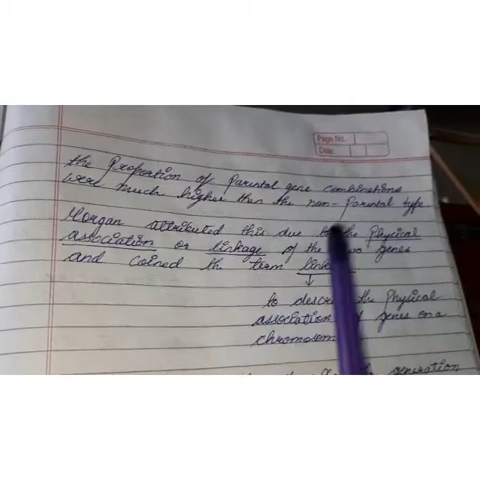 Page No.
Date:
the Proportion of Parental gene combinations
were much higher than the non-Parental type
Morgan attributed this due to the Physical
association or linkage of the two genes
and coined the term
↓
to describe the Physical
association of genes on a
chromosome
generation